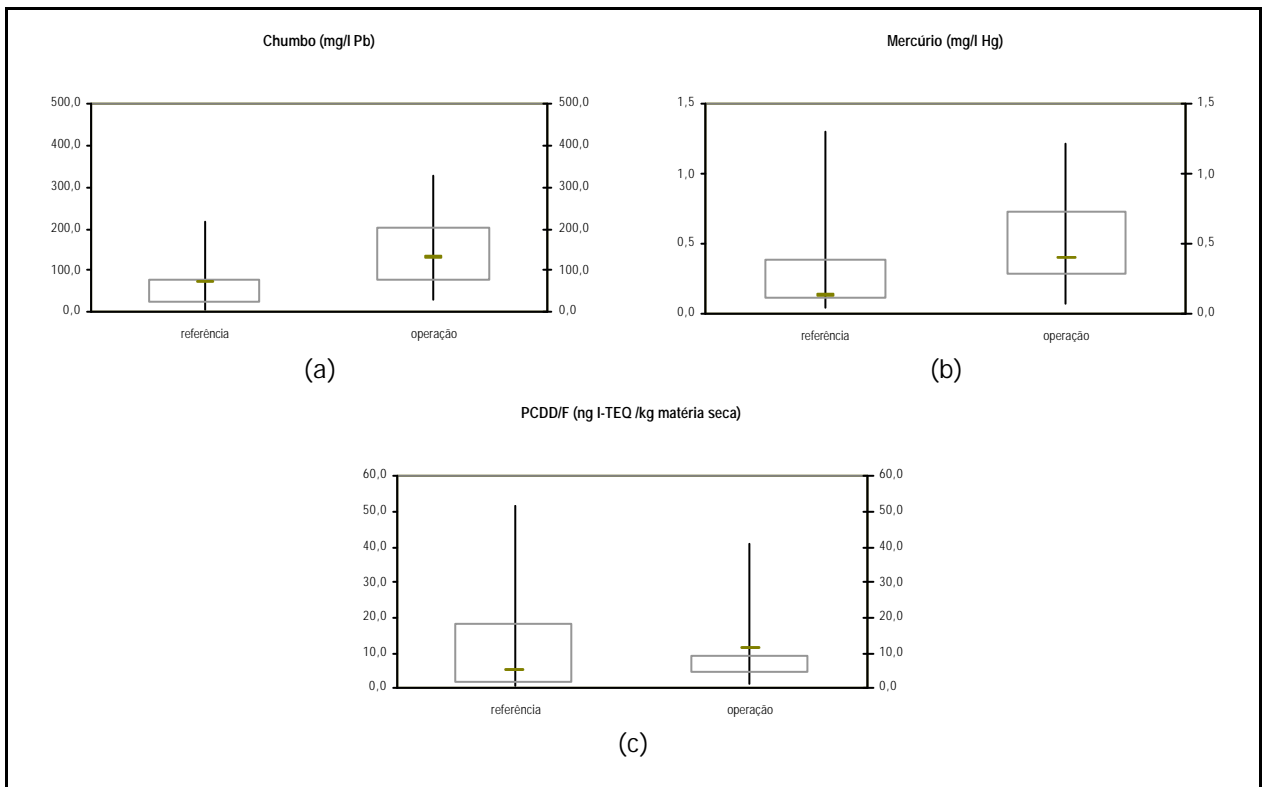 Chumbo (mg/l Pb)
500,0
400,0
300,0
200,0
100,0
0,0
500,0
400,0
300,0
200,0
100,0
0,0
referência
operação
(a)
Mercúrio (mg/l Hg)
1,5
1,0
0,5
0,0
1,5
1,0
0,5
0,0
referência
operação
(b)
PCDD/F (ng I-TEQ /kg matéria seca)
60,0
50,0
40,0
30,0
20,0
10,0
0,0
60,0
50,0
40,0
30,0
20,0
10,0
0,0
referência
operação
(c)